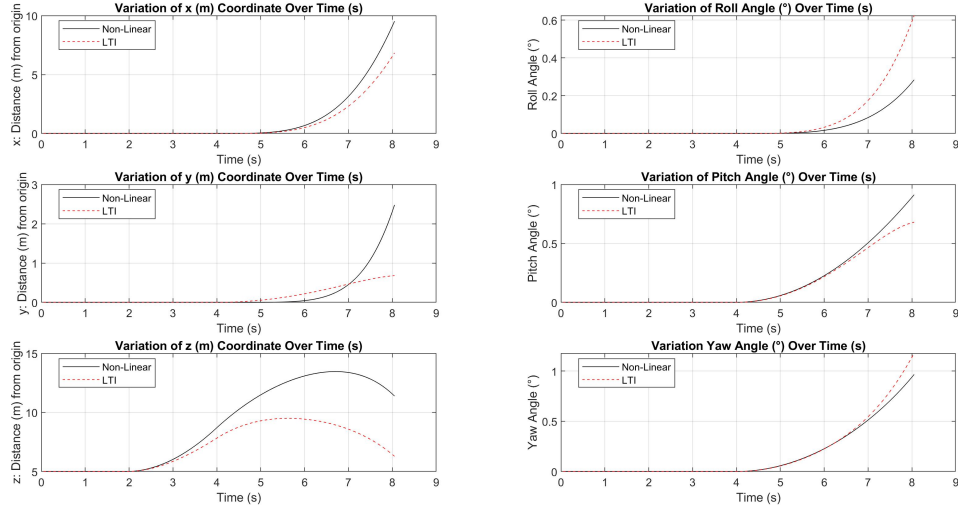 Variation of x (m) Coordinate Over Time (s)
x: Distance (m) from origin
10
5
0
Non-Linear
LTI
0 1 2 3 4 5 6 7 8 9
Time (s)
Variation of Roll Angle (°) Over Time (s)
Roll Angle (°)
0.6
0.4
0.2
0
Non-Linear
LTI
0 1 2 3 4 5 6 7 8 9
Time (s)
Variation of y (m) Coordinate Over Time (s)
y: Distance (m) from origin
3
2
1
0
Non-Linear
LTI
0 1 2 3 4 5 6 7 8 9
Time (s)
Variation of Pitch Angle (°) Over Time (s)
Pitch Angle (°)
1
0.5
0
Non-Linear
LTI
0 1 2 3 4 5 6 7 8 9
Time (s)
Variation of z (m) Coordinate Over Time (s)
z: Distance (m) from origin
15
10
5
Non-Linear
LTI
0 1 2 3 4 5 6 7 8 9
Time (s)
Variation Yaw Angle (°) Over Time (s)
Yaw Angle (°)
1
0.5
0
Non-Linear
LTI
0 1 2 3 4 5 6 7 8 9
Time (s)